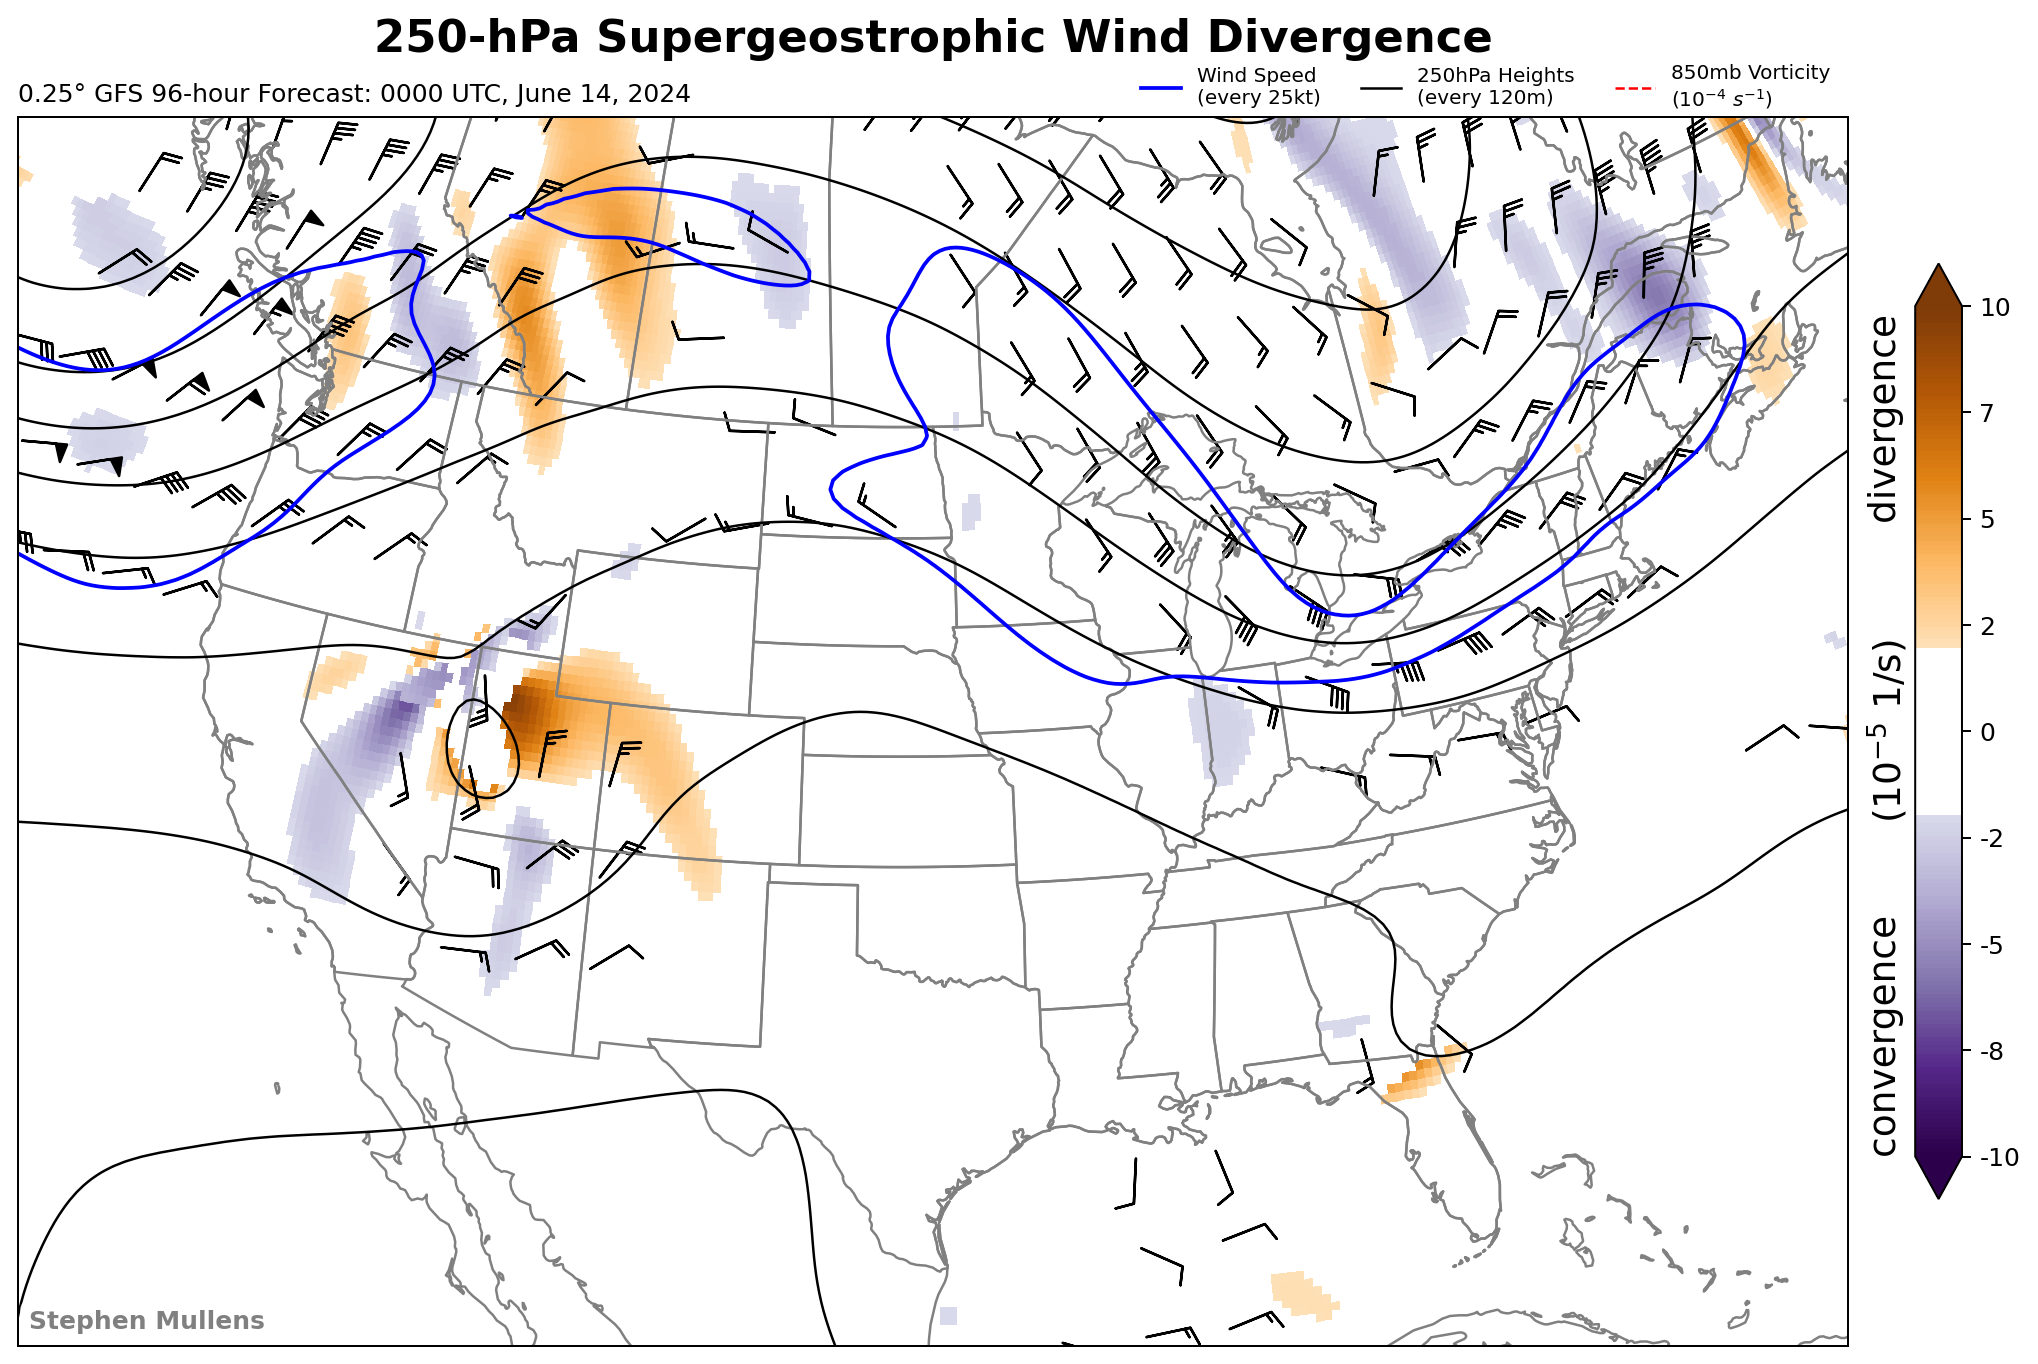 250-hPa Supergeostrophic Wind Divergence
0.25° GFS 96-hour Forecast: 0000 UTC, June 14, 2024
Wind Speed
(every 25kt)
250hPa Heights
(every 120m)
850mb Vorticity
(10⁻⁴ s⁻¹)
10
7
5
2
0
-2
-5
-8
-10
convergence (10⁻⁵ 1/s) divergence
Stephen Mullens